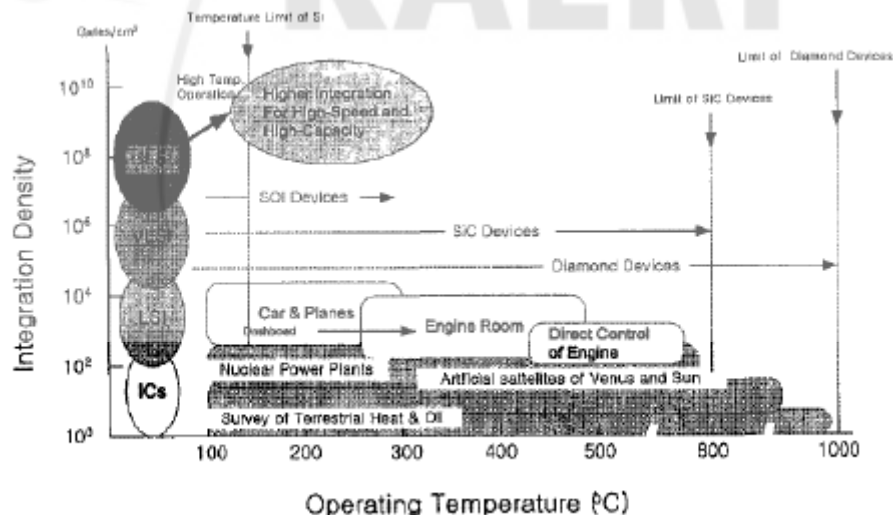 KAERI
Temperature Limit of Si
Gates/cm²
Limit of Diamond Devices
High Temp.
Operation
Higher Integration
For High-Speed and
High-Capacity
Limit of SiC Devices
10¹⁰
10⁸
SOI Devices
10⁶
VLSI
SiC Devices
Diamond Devices
10⁴
LSI
Car & Planes
Dashboard
Engine Room
Direct Control
of Engine
10²
Nuclear Power Plants
Artificial sattelites of Venus and Sun
ICs
Survey of Terrestrial Heat & Oil
10⁰
100
200
300
400
500
800
1000
Integration Density
Operating Temperature (°C)